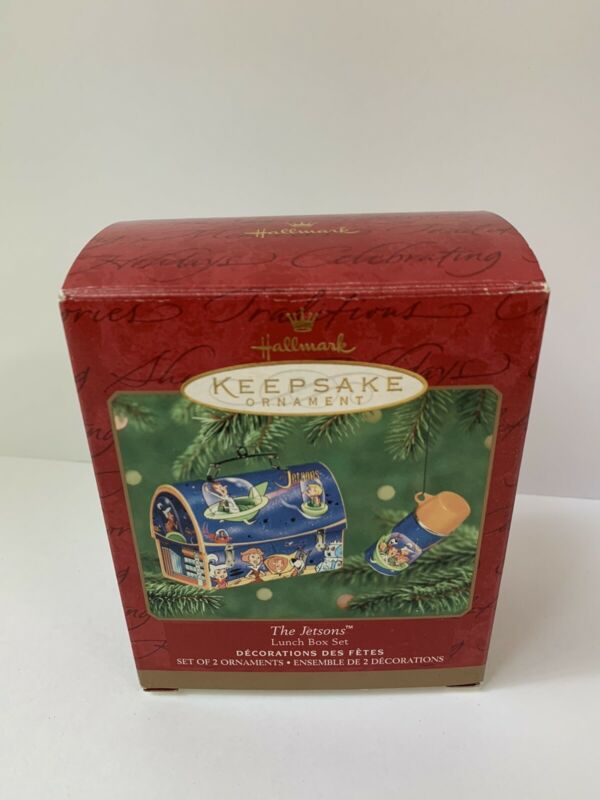 Hallmark
Holidays Celebrating
Traditions
Hallmark
KEEPSAKE
ORNAMENT
JETSONS
The Jetsons™
Lunch Box Set
DÉCORATIONS DES FÊTES
SET OF 2 ORNAMENTS • ENSEMBLE DE 2 DÉCORATIONS